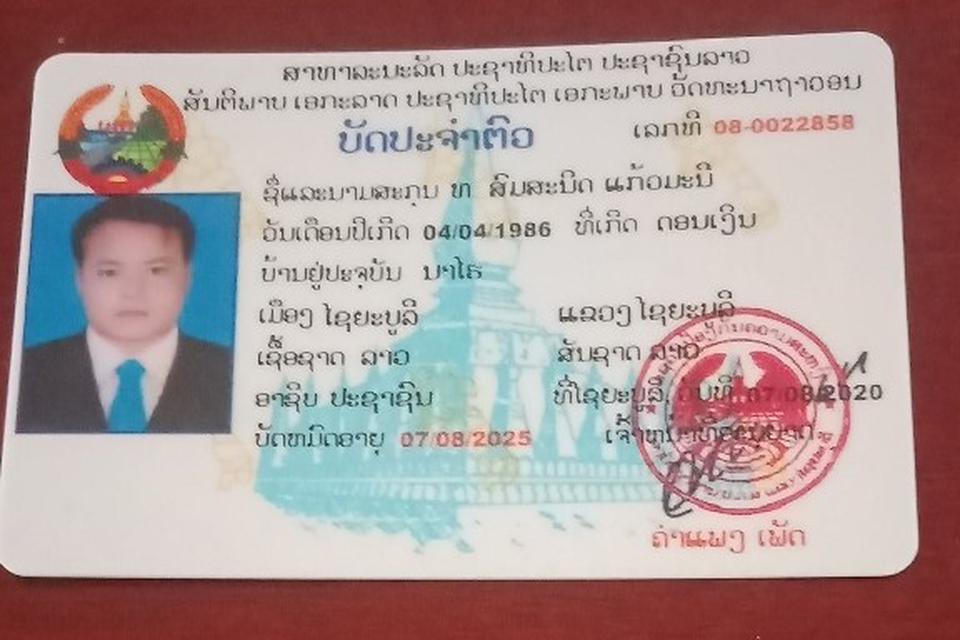 ສາທາລະນະລັດ ປະຊາທິປະໄຕ ປະຊາຊົນລາວ
ສັນຕິພາບ ເອກະລາດ ປະຊາທິປະໄຕ ເອກະພາບ ວັດທະນາຖາວອນ
ບັດປະຈຳຕົວ
ເລກທີ 08-0022858
ຊື່ແລະນາມສະກຸນ ທ ສົມສະນິດ ແກ້ວມະນີ
ວັນເດືອນປີເກີດ 04/04/1986 ທີ່ເກີດ ດອນເງິນ
ບ້ານຢູ່ປະຈຸບັນ ນາໄຮ
ເມືອງ ໄຊຍະບູລີ ແຂວງ ໄຊຍະບູລີ
ເຊື້ອຊາດ ລາວ ສັນຊາດ ລາວ
ອາຊີບ ປະຊາຊົນ ທີ່ໄຊຍະບູລີ, ວັນທີ 07/08/2020
ບັດຫມົດອາຍຸ 07/08/2025 ເຈົ້າຫນ້າທີ່ອະນຸຍາດ
ຄຳແພງ ເພັດ